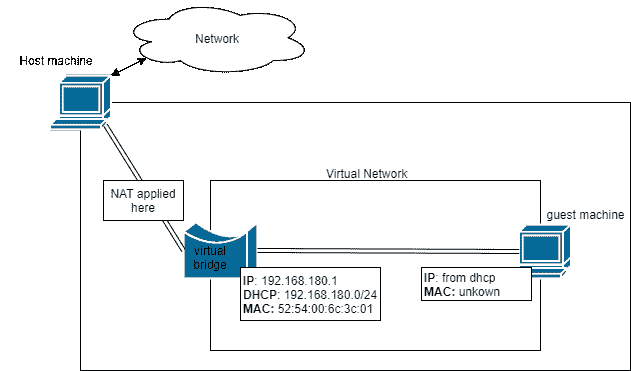 Network
Host machine
Virtual Network
NAT applied
here
guest machine
virtual
bridge
IP: 192.168.180.1
DHCP: 192.168.180.0/24
MAC: 52:54:00:6c:3c:01
IP: from dhcp
MAC: unkown